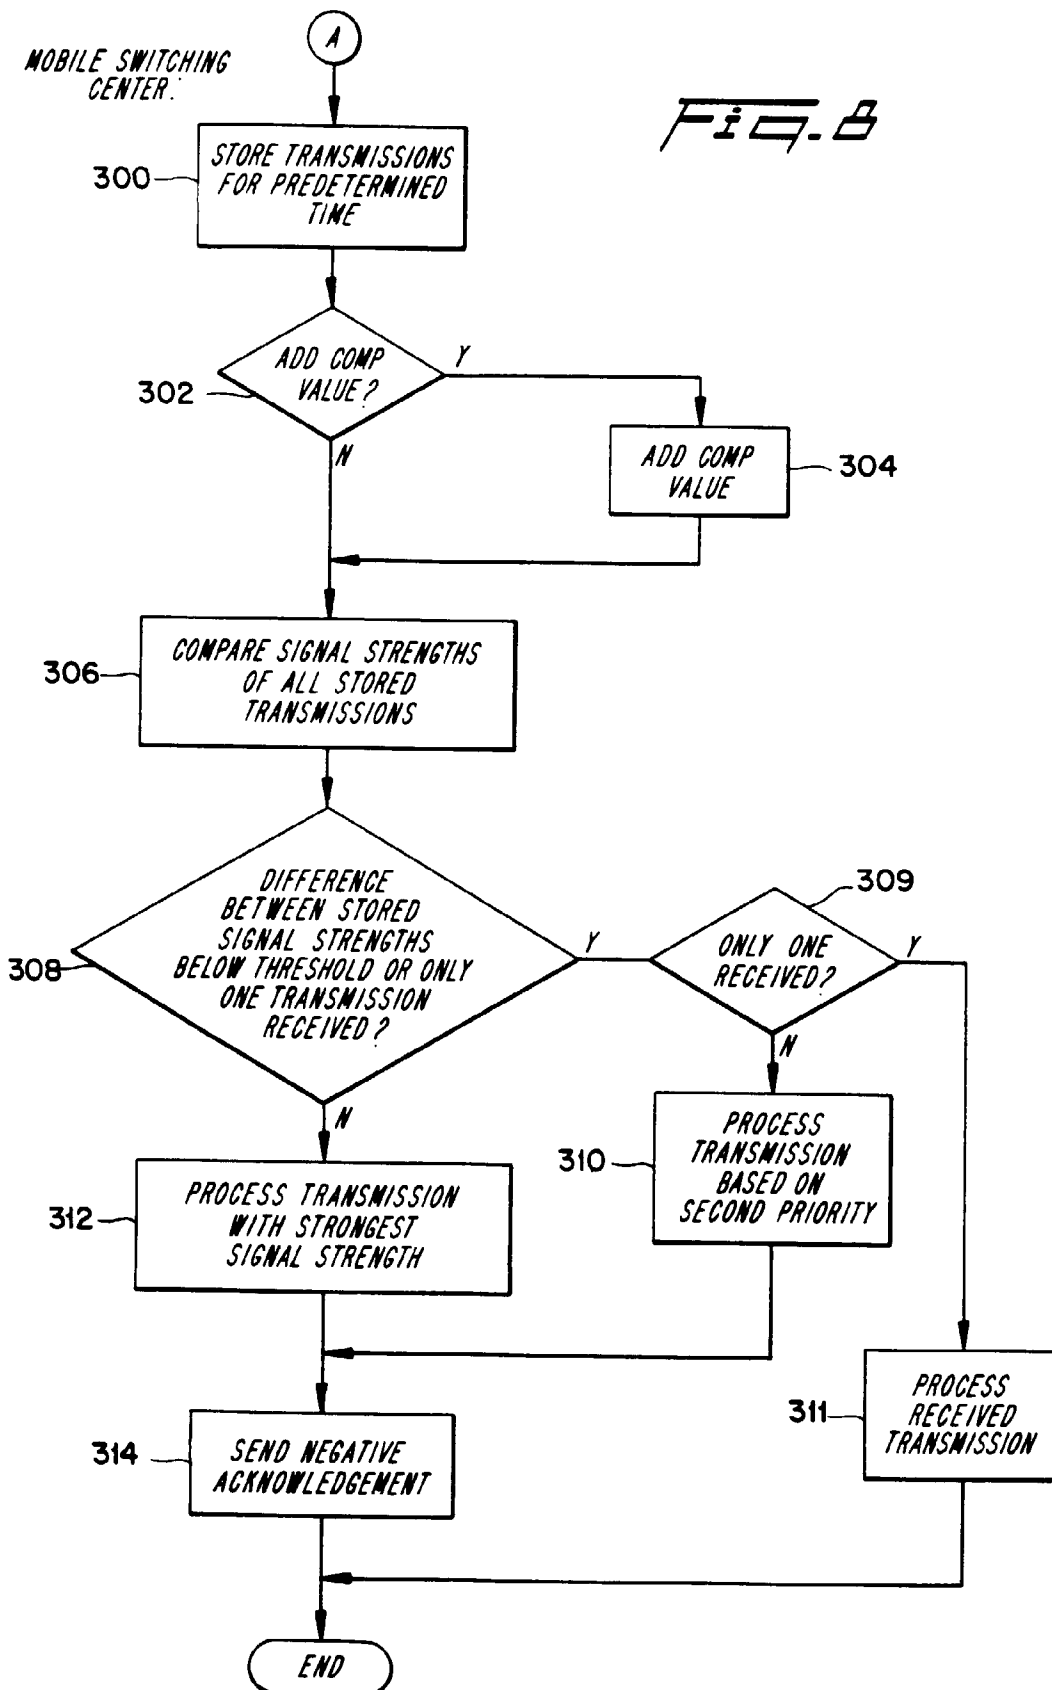 A
MOBILE SWITCHING
CENTER:
Fig. 8
STORE TRANSMISSIONS
FOR PREDETERMINED
TIME
300
ADD COMP
VALUE?
302
Y
N
ADD COMP
VALUE
304
COMPARE SIGNAL STRENGTHS
OF ALL STORED
TRANSMISSIONS
306
DIFFERENCE
BETWEEN STORED
SIGNAL STRENGTHS
BELOW THRESHOLD OR ONLY
ONE TRANSMISSION
RECEIVED?
308
Y
N
309
ONLY ONE
RECEIVED?
Y
N
PROCESS
TRANSMISSION
BASED ON
SECOND PRIORITY
310
PROCESS TRANSMISSION
WITH STRONGEST
SIGNAL STRENGTH
312
PROCESS
RECEIVED
TRANSMISSION
311
SEND NEGATIVE
ACKNOWLEDGEMENT
314
END